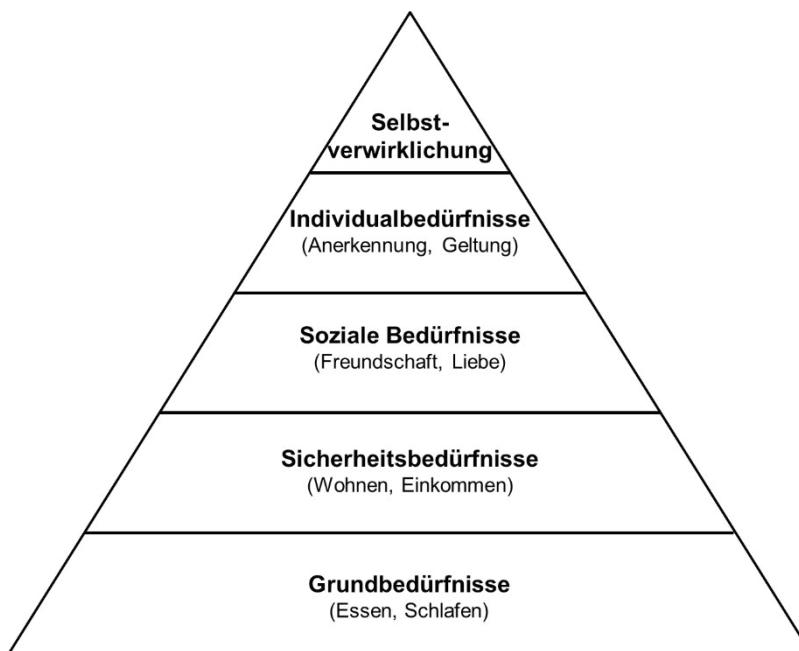 Selbst-
verwirklichung
Individualbedürfnisse
(Anerkennung, Geltung)
Soziale Bedürfnisse
(Freundschaft, Liebe)
Sicherheitsbedürfnisse
(Wohnen, Einkommen)
Grundbedürfnisse
(Essen, Schlafen)